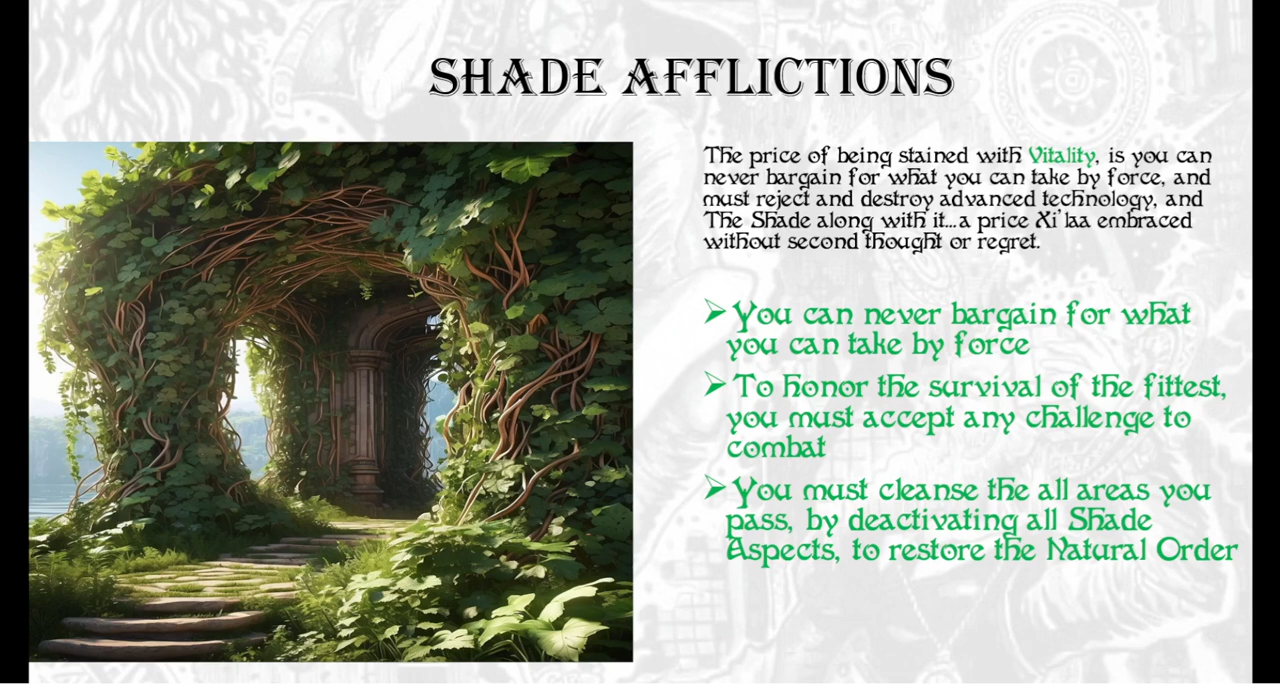 SHADE AFFLICTIONS
The price of being stained with Vitality, is you can
never bargain for what you can take by force, and
must reject and destroy advanced technology, and
The Shade along with it...a price Xi'laa embraced
without second thought or regret.
➢You can never bargain for what
you can take by force
➢To honor the survival of the fittest,
you must accept any challenge to
combat
➢You must cleanse the all areas you
pass, by deactivating all Shade
Aspects, to restore the Natural Order